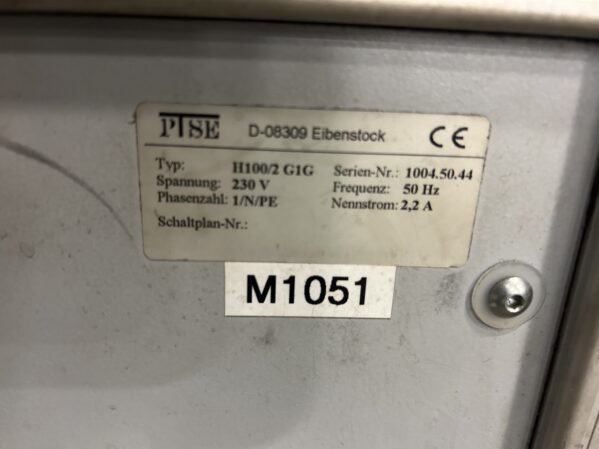 PTSE D-08309 Eibenstock CE
Typ: H100/2 G1G Serien-Nr.: 1004.50.44
Spannung: 230 V Frequenz: 50 Hz
Phasenzahl: 1/N/PE Nennstrom: 2,2 A
Schaltplan-Nr.:
M1051